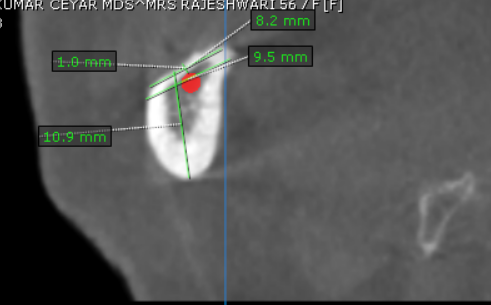 KUMAR CEYAR MDS^MRS RAJESHWARI 56 / F [F]
8.2 mm
9.5 mm
1.0 mm
10.9 mm